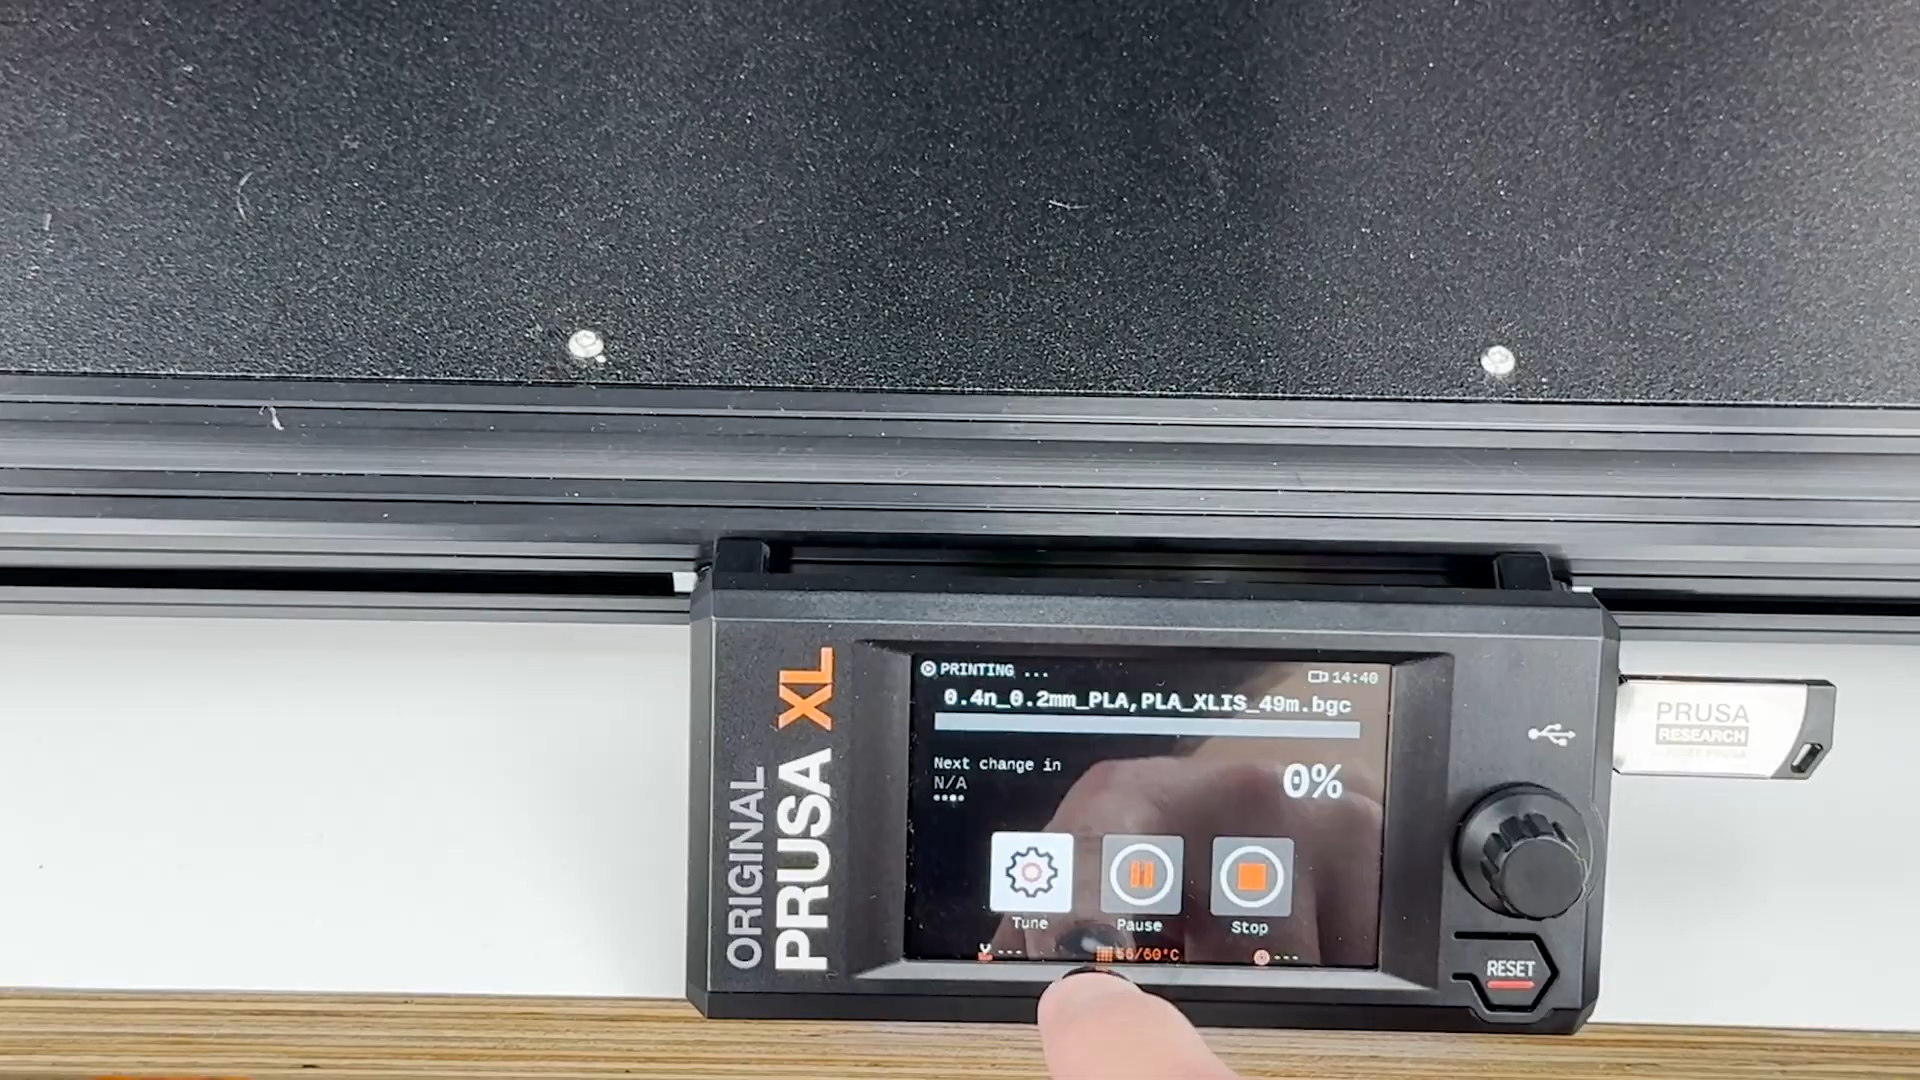 PRINTING ...
14:40
0.4n_0.2mm_PLA,PLA_XLIS_49m.bgc
Next change in
N/A
0%
Tune
Pause
Stop
---
56/60°C
---
ORIGINAL
PRUSA XL
RESET
PRUSA
RESEARCH